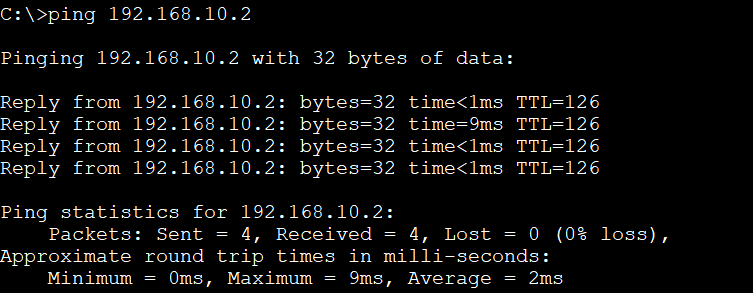 C:\>ping 192.168.10.2
Pinging 192.168.10.2 with 32 bytes of data:
Reply from 192.168.10.2: bytes=32 time<1ms TTL=126
Reply from 192.168.10.2: bytes=32 time=9ms TTL=126
Reply from 192.168.10.2: bytes=32 time<1ms TTL=126
Reply from 192.168.10.2: bytes=32 time<1ms TTL=126
Ping statistics for 192.168.10.2:
    Packets: Sent = 4, Received = 4, Lost = 0 (0% loss),
Approximate round trip times in milli-seconds:
    Minimum = 0ms, Maximum = 9ms, Average = 2ms